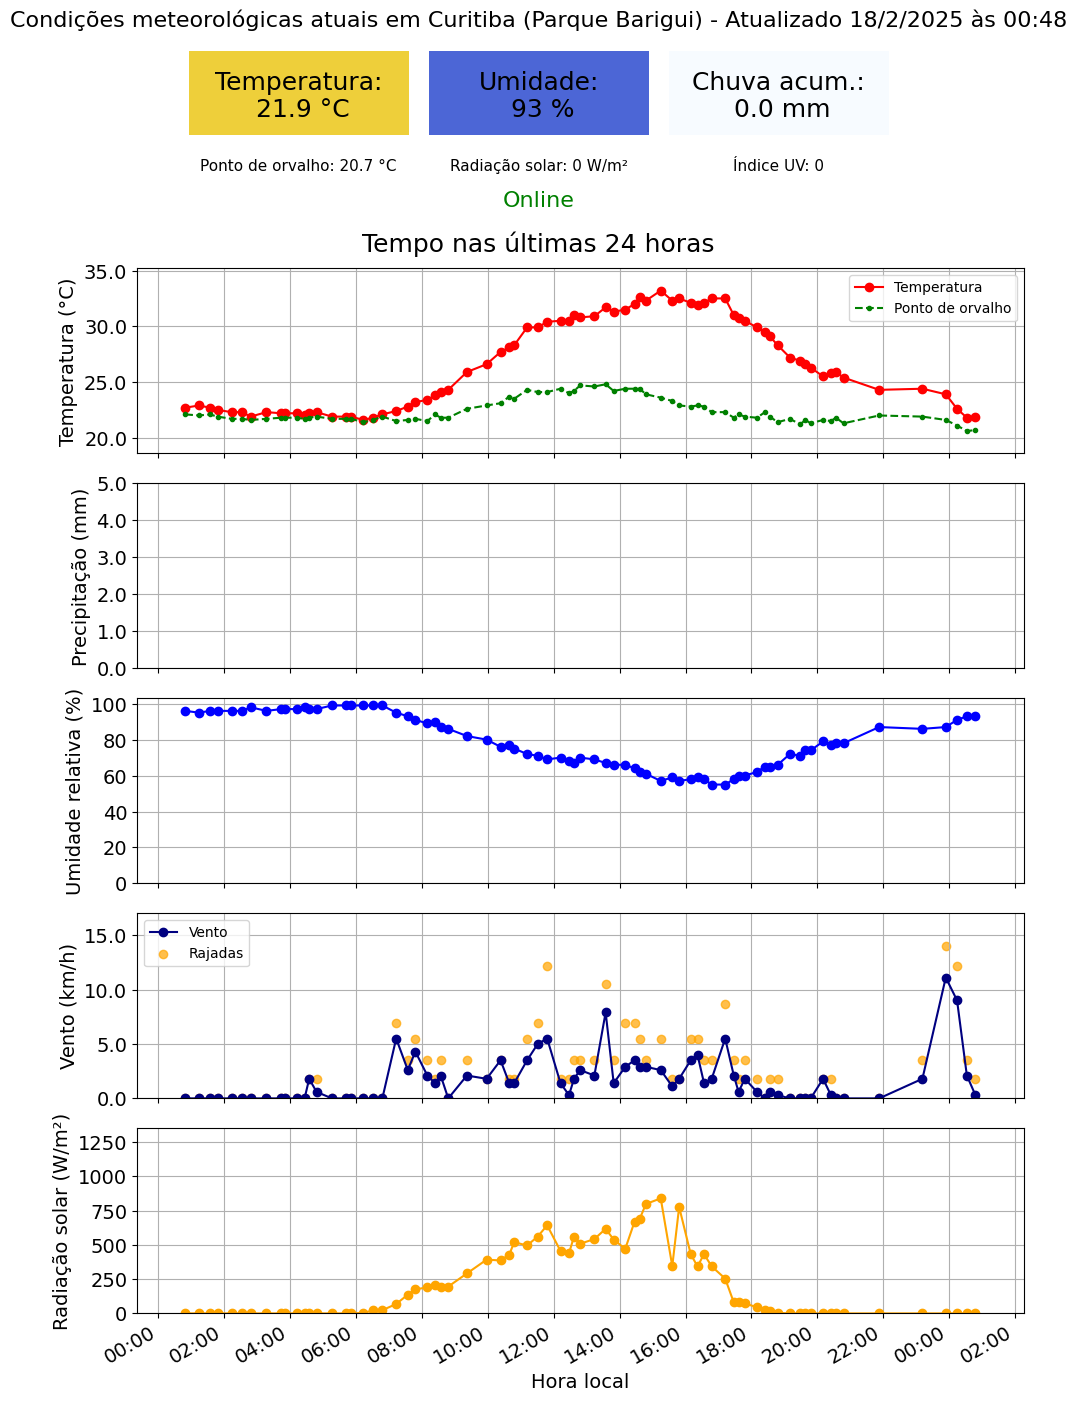 Condições meteorológicas atuais em Curitiba (Parque Barigui) - Atualizado 18/2/2025 às 00:48
Temperatura:
21.9 °C
Umidade:
93 %
Chuva acum.:
0.0 mm
Ponto de orvalho: 20.7 °C
Radiação solar: 0 W/m²
Índice UV: 0
Online
Tempo nas últimas 24 horas
Temperatura (°C)
35.0
30.0
25.0
20.0
Temperatura
Ponto de orvalho
Precipitação (mm)
5.0
4.0
3.0
2.0
1.0
0.0
Umidade relativa (%)
100
80
60
40
20
0
Vento (km/h)
15.0
10.0
5.0
0.0
Vento
Rajadas
Radiação solar (W/m²)
1250
1000
750
500
250
0
00:00
02:00
04:00
06:00
08:00
10:00
12:00
14:00
16:00
18:00
20:00
22:00
00:00
02:00
Hora local